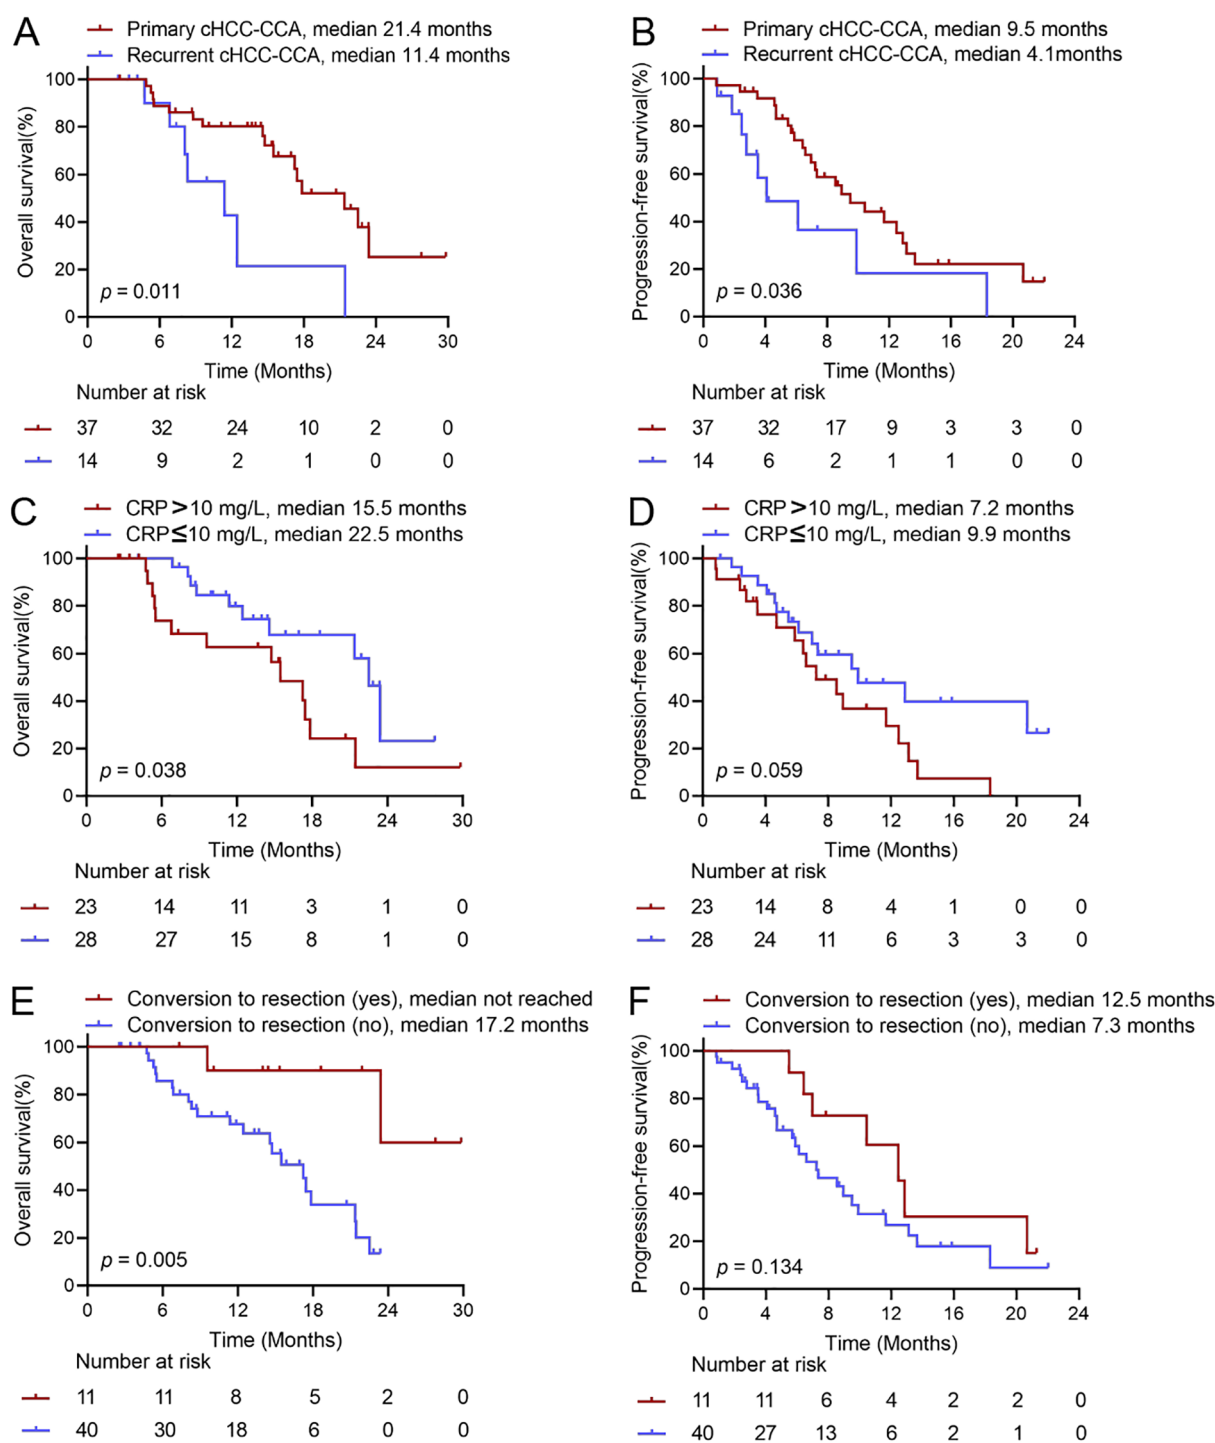 A
Primary cHCC-CCA, median 21.4 months
Recurrent cHCC-CCA, median 11.4 months
Overall survival(%)
100
80
60
40
20
0
p = 0.011
0 6 12 18 24 30
Time (Months)
Number at risk
37 32 24 10 2 0
14 9 2 1 0 0
B
Primary cHCC-CCA, median 9.5 months
Recurrent cHCC-CCA, median 4.1months
Progression-free survival(%)
100
80
60
40
20
0
p = 0.036
0 4 8 12 16 20 24
Time (Months)
Number at risk
37 32 17 9 3 3 0
14 6 2 1 1 0 0
C
CRP>10 mg/L, median 15.5 months
CRP≤10 mg/L, median 22.5 months
Overall survival(%)
100
80
60
40
20
0
p = 0.038
0 6 12 18 24 30
Time (Months)
Number at risk
23 14 11 3 1 0
28 27 15 8 1 0
D
CRP>10 mg/L, median 7.2 months
CRP≤10 mg/L, median 9.9 months
Progression-free survival(%)
100
80
60
40
20
0
p = 0.059
0 4 8 12 16 20 24
Time (Months)
Number at risk
23 14 8 4 1 0 0
28 24 11 6 3 3 0
E
Conversion to resection (yes), median not reached
Conversion to resection (no), median 17.2 months
Overall survival(%)
100
80
60
40
20
0
p = 0.005
0 6 12 18 24 30
Time (Months)
Number at risk
11 11 8 5 2 0
40 30 18 6 0 0
F
Conversion to resection (yes), median 12.5 months
Conversion to resection (no), median 7.3 months
Progression-free survival(%)
100
80
60
40
20
0
p = 0.134
0 4 8 12 16 20 24
Time (Months)
Number at risk
11 11 6 4 2 2 0
40 27 13 6 2 1 0